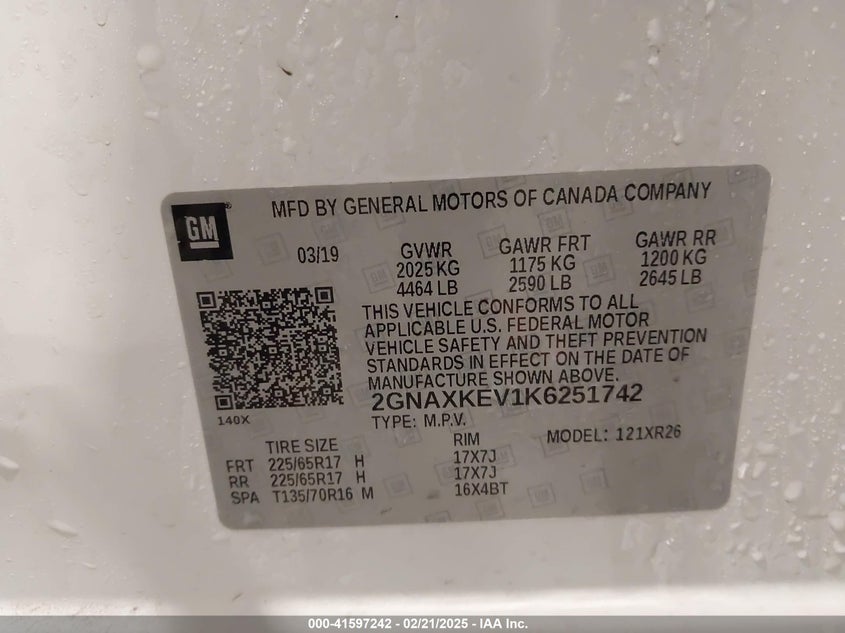 GM
MFD BY GENERAL MOTORS OF CANADA COMPANY
03/19
GVWR
2025 KG
4464 LB
GAWR FRT
1175 KG
2590 LB
GAWR RR
1200 KG
2645 LB
THIS VEHICLE CONFORMS TO ALL
APPLICABLE U.S. FEDERAL MOTOR
VEHICLE SAFETY AND THEFT PREVENTION
STANDARDS IN EFFECT ON THE DATE OF
MANUFACTURE SHOWN ABOVE.
2GNAXKEV1K6251742
140X
TYPE: M.P.V.
MODEL: 121XR26
TIRE SIZE RIM
FRT 225/65R17 H 17X7J
RR 225/65R17 H 17X7J
SPA T135/70R16 M 16X4BT
000-41597242 - 02/21/2025 - IAA Inc.